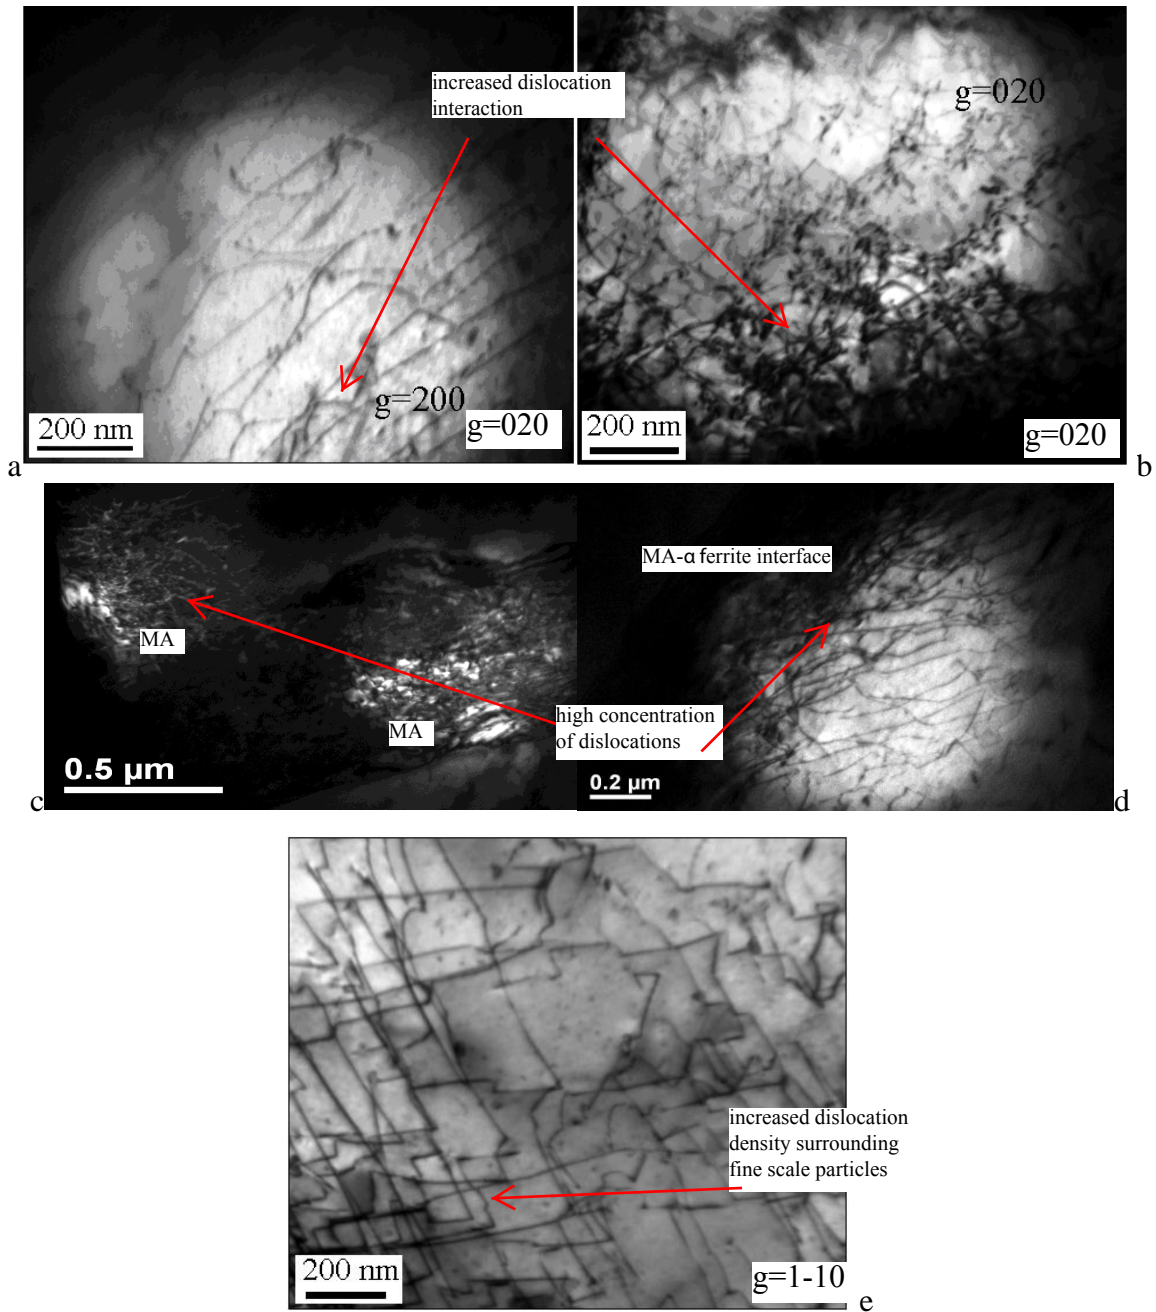 increased dislocation
interaction
g=020
g=200
200 nm
g=020
200 nm
g=020
a
b
MA-α ferrite interface
MA
MA
high concentration
of dislocations
0.5 μm
0.2 μm
c
d
increased dislocation
density surrounding
fine scale particles
200 nm
g=1-10
e